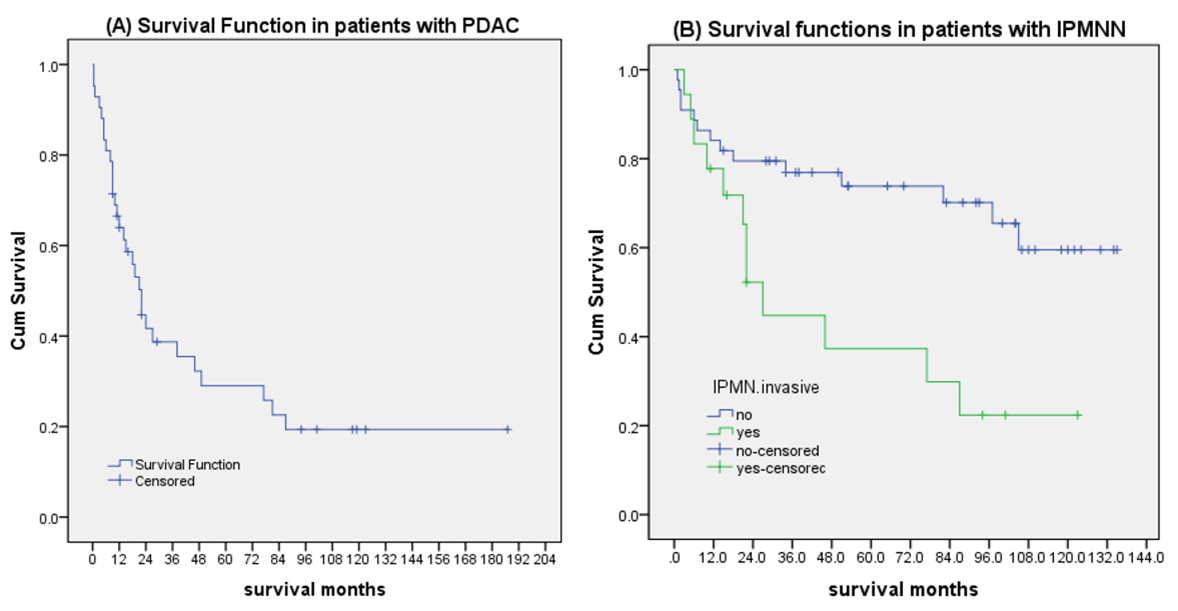 (A) Survival Function in patients with PDAC
1.0
0.8
0.6
0.4
0.2
0.0
Cum Survival
Survival Function
Censored
0 12 24 36 48 60 72 84 96 108 120 132 144 156 168 180 192 204
survival months
(B) Survival functions in patients with IPMNN
1.0
0.8
0.6
0.4
0.2
0.0
Cum Survival
IPMN.invasive
no
yes
no-censored
yes-censorec
.0 12.0 24.0 36.0 48.0 60.0 72.0 84.0 96.0 108.0 120.0 132.0 144.0
survival months